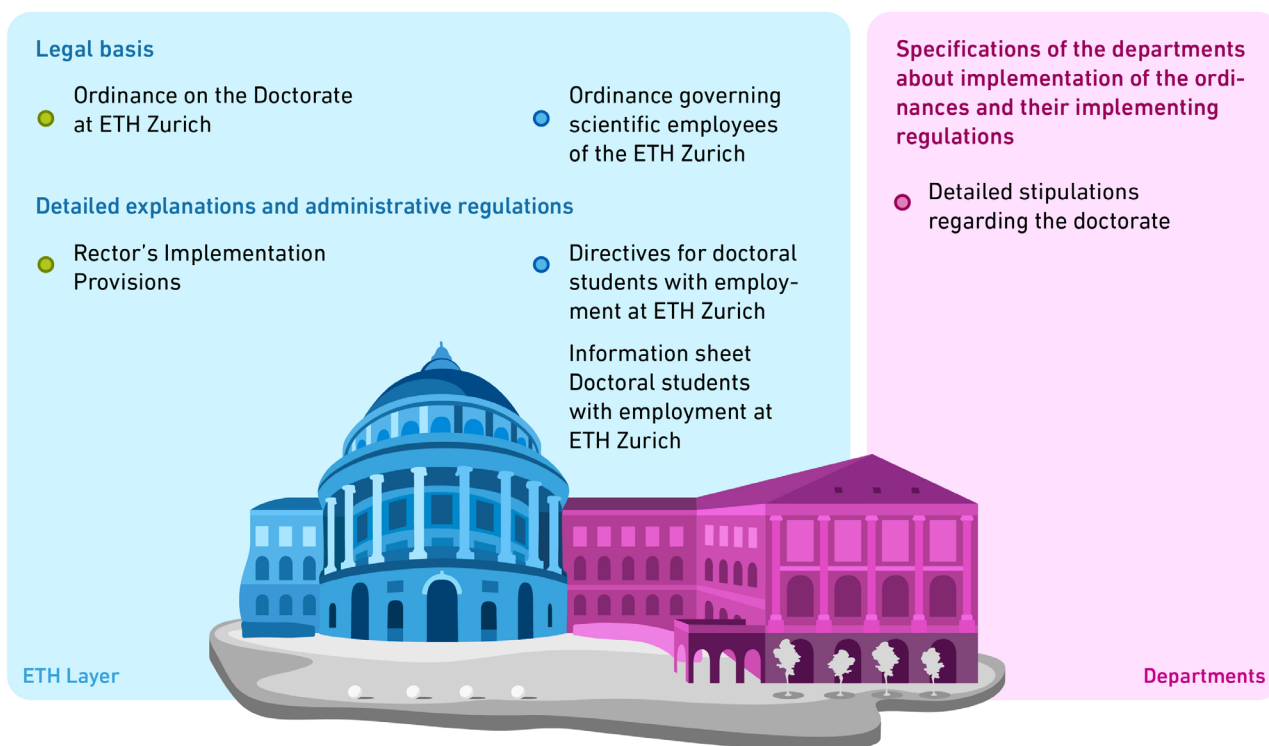 Legal basis
Ordinance on the Doctorate
at ETH Zurich
Ordinance governing
scientific employees
of the ETH Zurich
Detailed explanations and administrative regulations
Rector’s Implementation
Provisions
Directives for doctoral
students with employ-
ment at ETH Zurich
Information sheet
Doctoral students
with employment at
ETH Zurich
ETH Layer
Specifications of the departments
about implementation of the ordi-
nances and their implementing
regulations
Detailed stipulations
regarding the doctorate
Departments